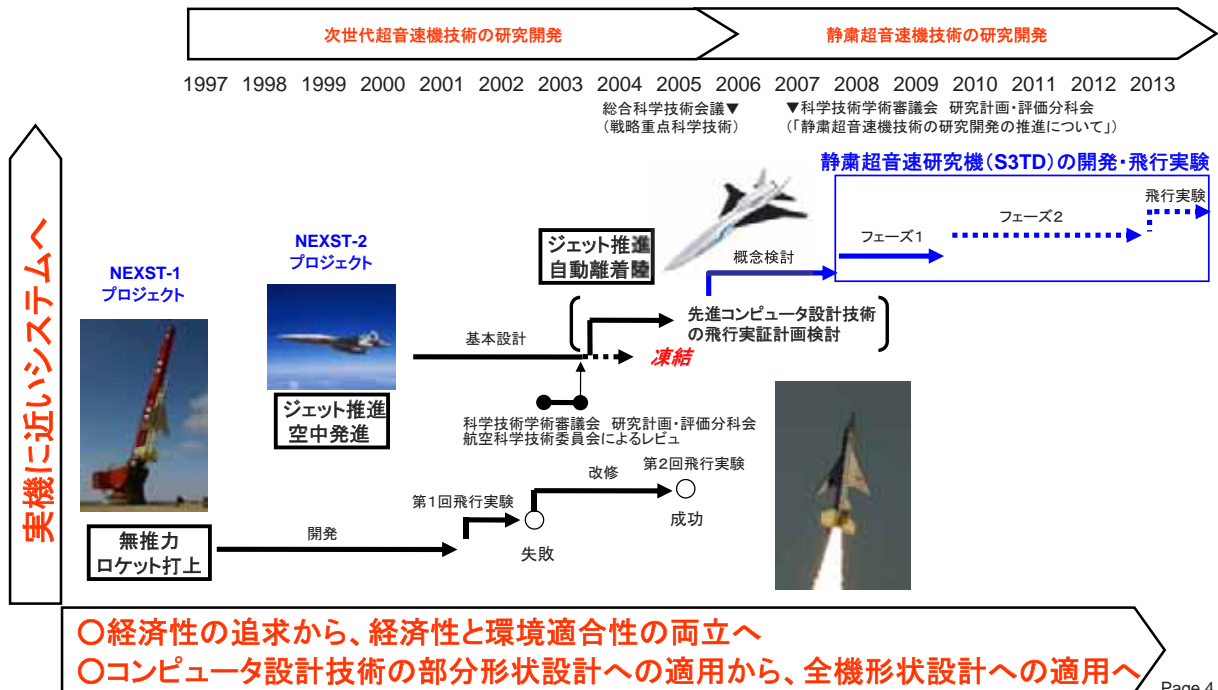 次世代超音速機技術の研究開発
静粛超音速機技術の研究開発
1997 1998 1999 2000 2001 2002 2003 2004 2005 2006 2007 2008 2009 2010 2011 2012 2013
総合科学技術会議▼
(戦略重点科学技術)
▼科学技術学術審議会 研究計画・評価分科会
(「静粛超音速機技術の研究開発の推進について」)
静粛超音速研究機(S3TD)の開発・飛行実験
飛行実験
フェーズ2
フェーズ1
概念検討
ジェット推進
自動離着陸
NEXST-2
プロジェクト
NEXST-1
プロジェクト
先進コンピュータ設計技術
の飛行実証計画検討
基本設計
凍結
ジェット推進
空中発進
科学技術学術審議会 研究計画・評価分科会
航空科学技術委員会によるレビュ
第1回飛行実験
改修
第2回飛行実験
成功
失敗
開発
無推力
ロケット打上
実機に近いシステムへ
○経済性の追求から、経済性と環境適合性の両立へ
○コンピュータ設計技術の部分形状設計への適用から、全機形状設計への適用へ
Page 4